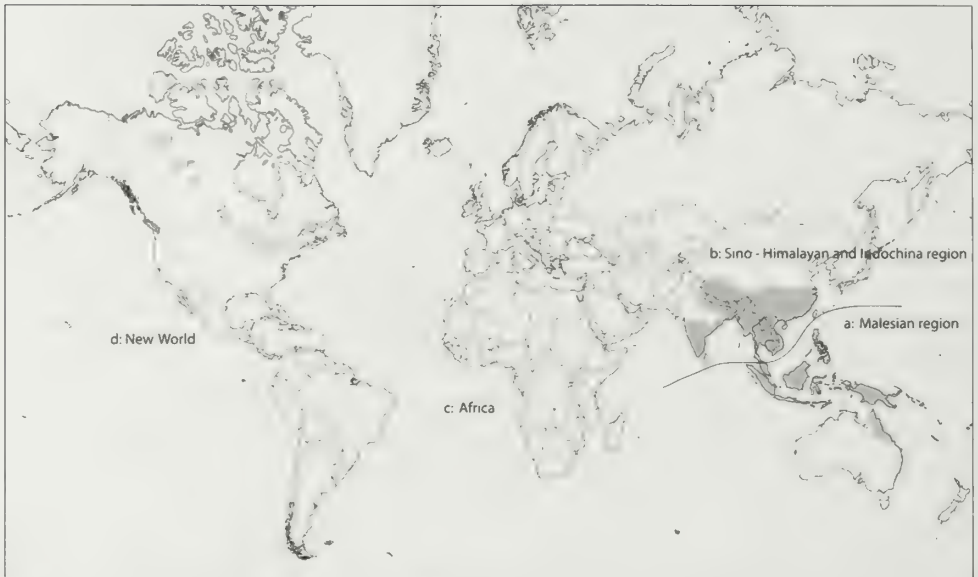 b: Sino - Himalayan and Indochina region
a: Malesian region
d: New World
c: Africa